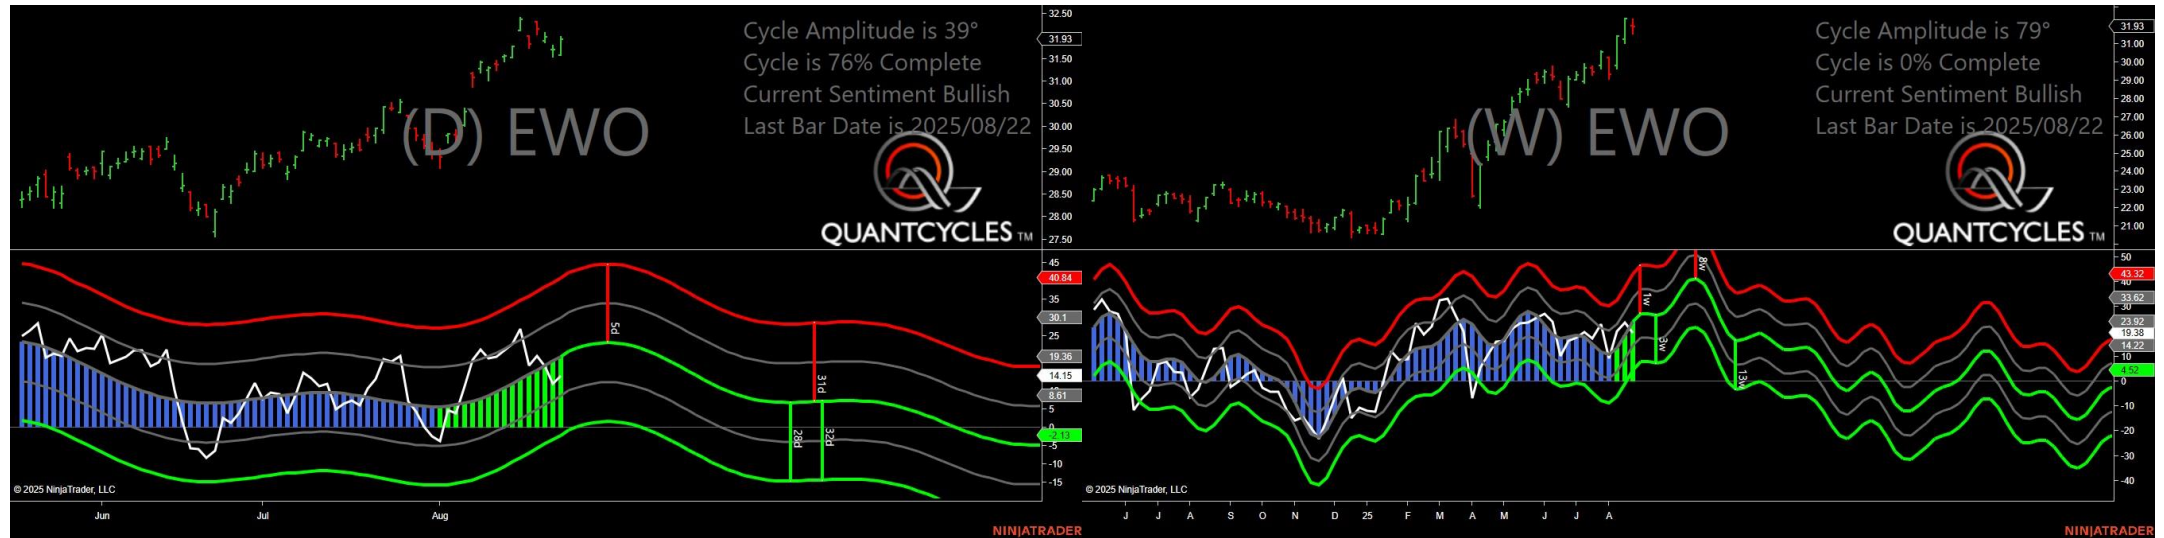 Cycle Amplitude is 39°
Cycle is 76% Complete
Current Sentiment Bullish
Last Bar Date is 2025/08/22
(D) EWO
QUANTCYCLES TM
32.50
31.93
31.50
31.00
30.50
30.00
29.50
29.00
28.50
28.00
27.50
45
40.84
35
30.1
25
19.36
14.15
8.61
5
0
-2.13
-5
-10
-15
5d
31d
28d
32d
© 2025 NinjaTrader, LLC
Jun Jul Aug
NINJATRADER
Cycle Amplitude is 79°
Cycle is 0% Complete
Current Sentiment Bullish
Last Bar Date is 2025/08/22
(W) EWO
QUANTCYCLES TM
31.93
31.00
30.00
29.00
28.00
27.00
26.00
25.00
24.00
23.00
22.00
21.00
50
43.32
40
33.62
30
23.92
19.38
14.22
10
4.52
0
-10
-20
-30
-40
1w
8w
3w
13w
© 2025 NinjaTrader, LLC
J J A S O N D 25 F M A M J J A
NINJATRADER